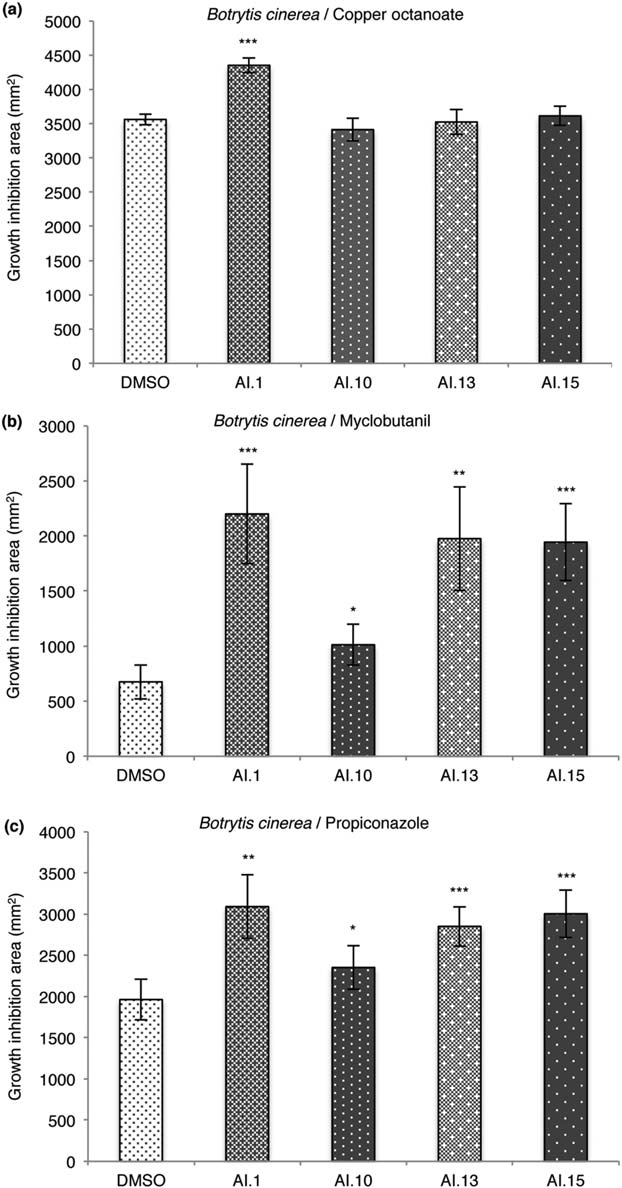 (a)
Botrytis cinerea / Copper octanoate
Growth inhibition area (mm²)
5000
4500
4000
3500
3000
2500
2000
1500
1000
500
0
***
DMSO AI.1 AI.10 AI.13 AI.15
(b)
Botrytis cinerea / Myclobutanil
Growth inhibition area (mm²)
3000
2500
2000
1500
1000
500
0
*** * ** ***
DMSO AI.1 AI.10 AI.13 AI.15
(c)
Botrytis cinerea / Propiconazole
Growth inhibition area (mm²)
4000
3500
3000
2500
2000
1500
1000
500
0
** * *** ***
DMSO AI.1 AI.10 AI.13 AI.15